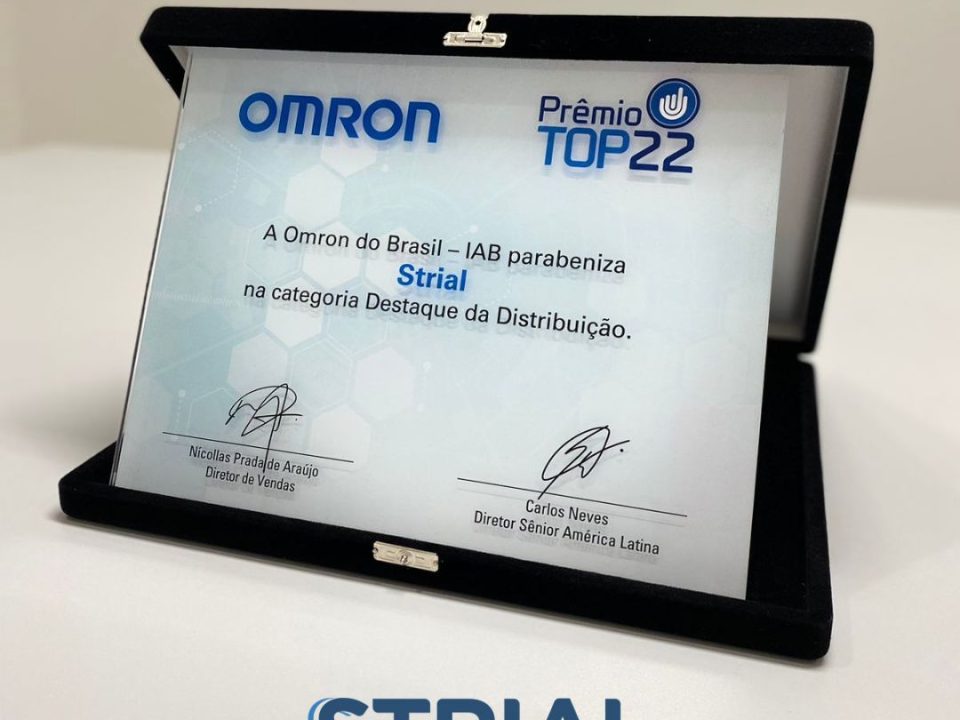 OMRON
Prêmio
TOP22
A Omron do Brasil – IAB parabeniza
Strial
na categoria Destaque da Distribuição.
Nícollas Prada de Araújo
Diretor de Vendas
Carlos Neves
Diretor Sênior América Latina
STRIAL